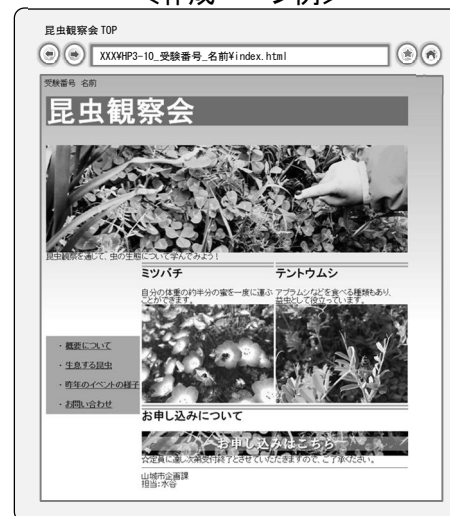 <作成ページ例>
昆虫観察会 TOP
XXX¥HP3-10_受験番号_名前¥index.html
受験番号 名前
昆虫観察会
昆虫観察を通じて、虫の生態について学んでみよう!
ミツバチ
自分の体重の約半分の蜜を一度に運ぶ
ことができます。
テントウムシ
アブラムシなどを食べる種類もあり、
益虫として役立っています。
・概要について
・生息する昆虫
・昨年のイベントの様子
・お問い合わせ
お申し込みについて
お申し込みはこちら
☆定員に達し次第受付終了とさせていただきますので、ご了承ください。
山城市企画課
担当:水谷